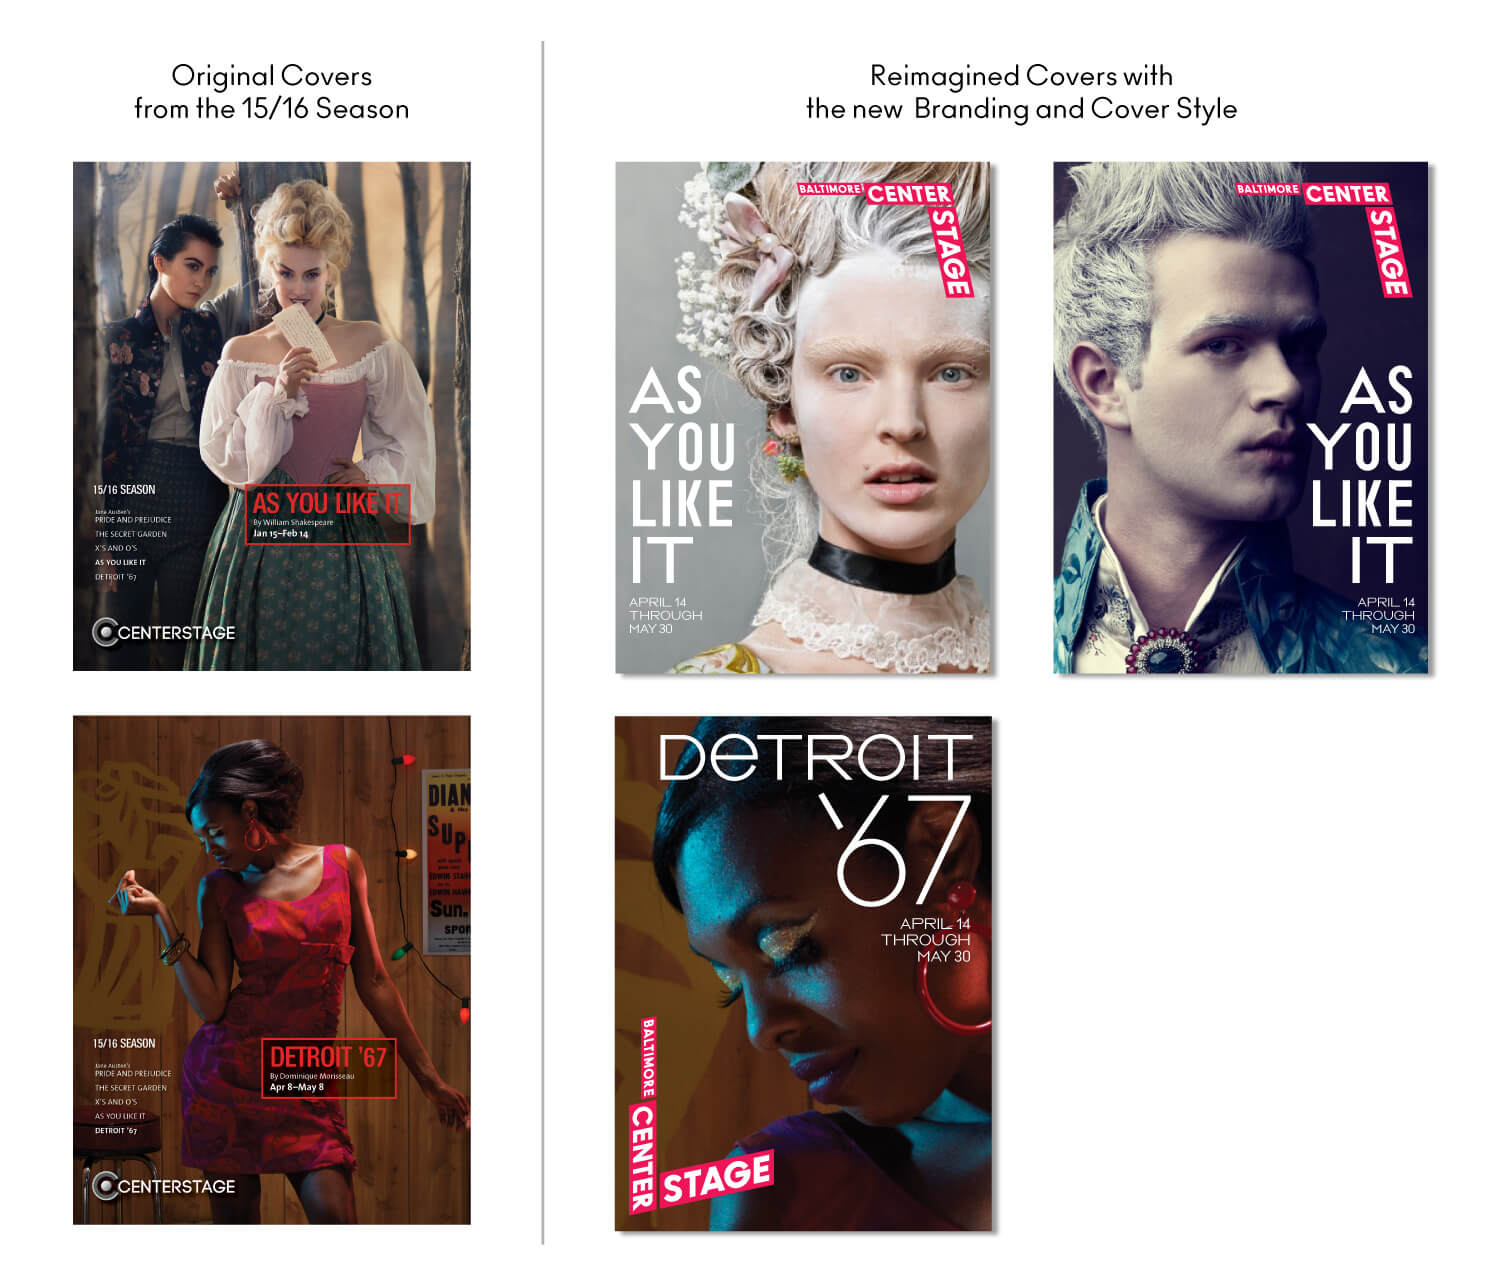 Original Covers
from the 15/16 Season
Reimagined Covers with
the new Branding and Cover Style
15/16 SEASON
Jane Austen's
PRIDE AND PREJUDICE
THE SECRET GARDEN
X'S AND O'S
AS YOU LIKE IT
DETROIT '67
AS YOU LIKE IT
By William Shakespeare
Jan 15–Feb 14
CENTERSTAGE
BALTIMORE
CENTER
STAGE
AS
YOU
LIKE
IT
APRIL 14
THROUGH
MAY 30
BALTIMORE
CENTER
STAGE
AS
YOU
LIKE
IT
APRIL 14
THROUGH
MAY 30
DIAN
SUP
EDWIN STAR
EDWIN HAW
Sun.
SPO
15/16 SEASON
Jane Austen's
PRIDE AND PREJUDICE
THE SECRET GARDEN
X'S AND O'S
AS YOU LIKE IT
DETROIT '67
DETROIT '67
By Dominique Morisseau
Apr 8–May 8
CENTERSTAGE
DeTROIT
'67
APRIL 14
THROUGH
MAY 30
BALTIMORE
CENTER
STAGE